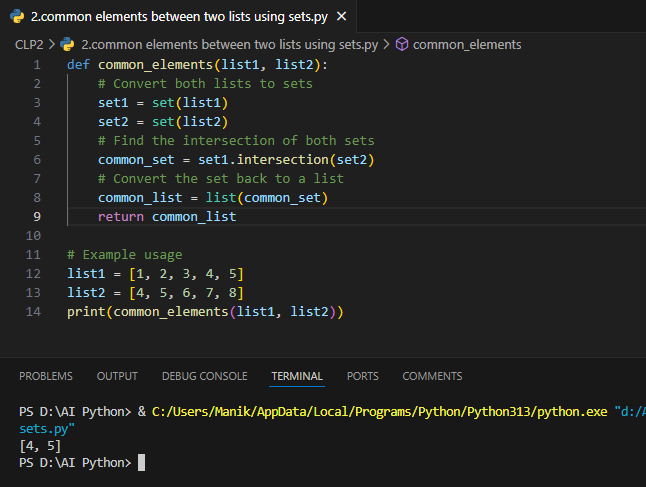 2.common elements between two lists using sets.py ×
CLP2 > 2.common elements between two lists using sets.py > common_elements
1 def common_elements(list1, list2):
2     # Convert both lists to sets
3     set1 = set(list1)
4     set2 = set(list2)
5     # Find the intersection of both sets
6     common_set = set1.intersection(set2)
7     # Convert the set back to a list
8     common_list = list(common_set)
9     return common_list
10
11 # Example usage
12 list1 = [1, 2, 3, 4, 5]
13 list2 = [4, 5, 6, 7, 8]
14 print(common_elements(list1, list2))
PROBLEMS OUTPUT DEBUG CONSOLE TERMINAL PORTS COMMENTS
PS D:\AI Python> & C:/Users/Manik/AppData/Local/Programs/Python/Python313/python.exe "d:/A
sets.py"
[4, 5]
PS D:\AI Python>